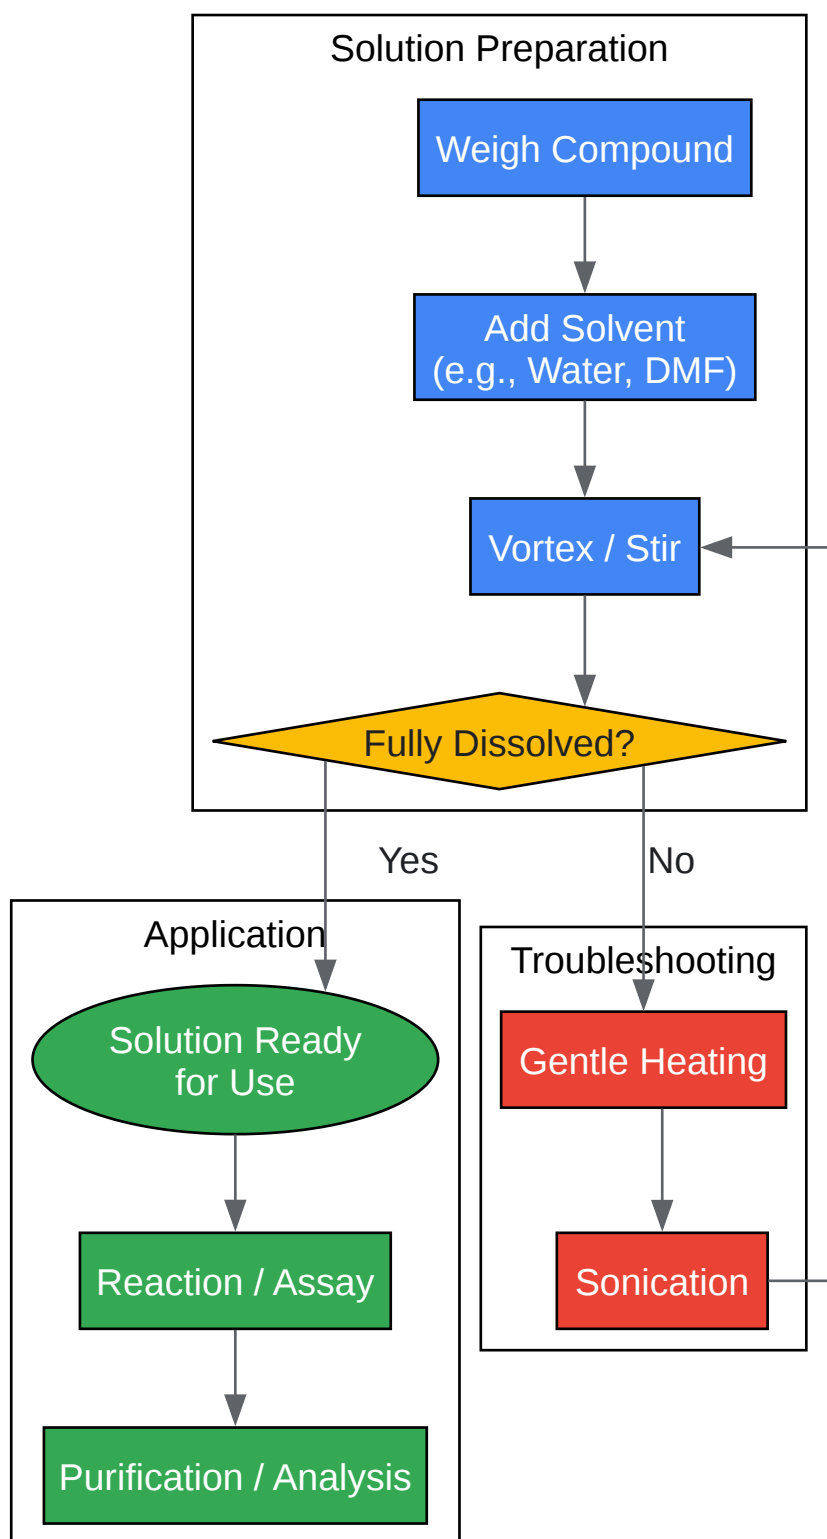 Solution Preparation
Weigh Compound
Add Solvent
(e.g., Water, DMF)
Vortex / Stir
Fully Dissolved?
Yes
No
Application
Troubleshooting
Solution Ready
for Use
Gentle Heating
Reaction / Assay
Sonication
Purification / Analysis